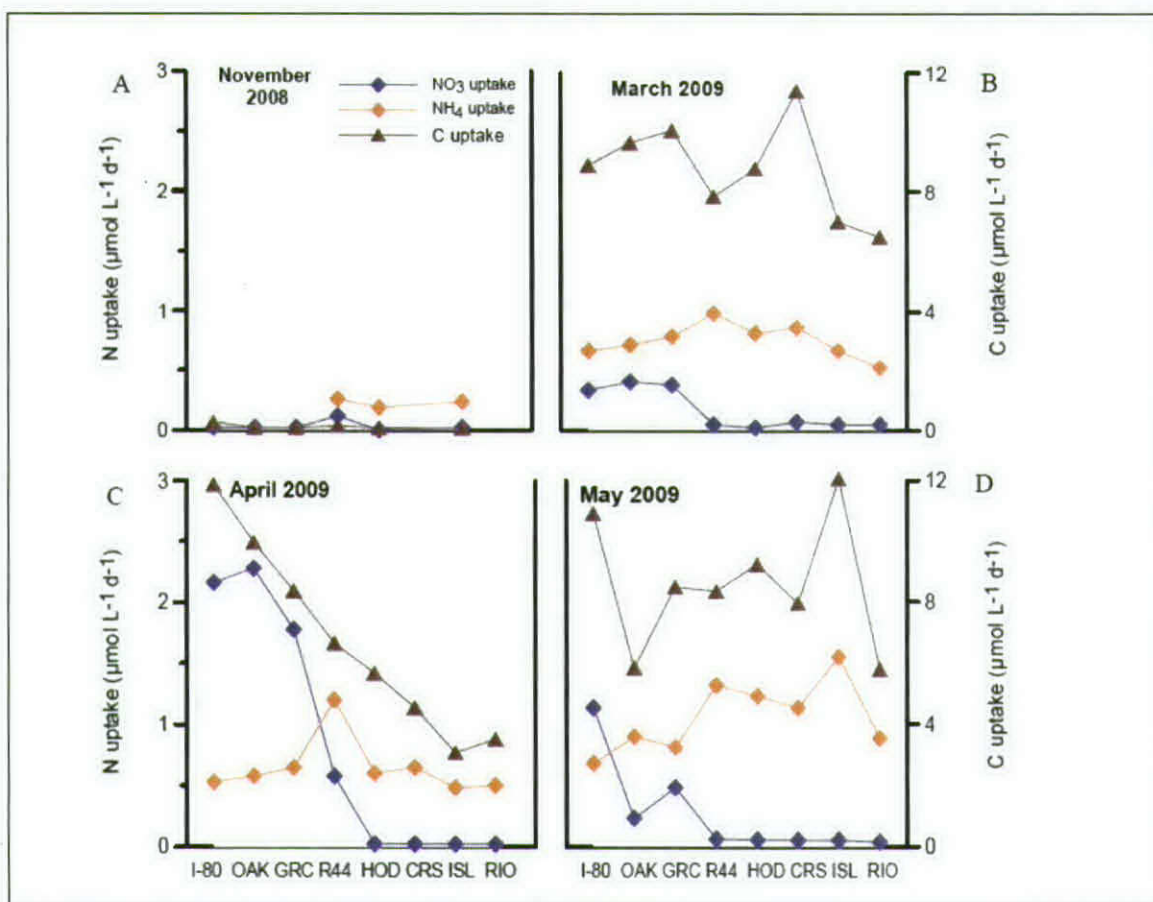 A
November
2008
NO3 uptake
NH4 uptake
C uptake
N uptake (µmol L-1 d-1)
3
2
1
0
March 2009
B
12
8
4
0
C uptake (µmol L-1 d-1)
C
April 2009
N uptake (µmol L-1 d-1)
3
2
1
0
I-80 OAK GRC R44 HOD CRS ISL RIO
May 2009
D
12
8
4
0
C uptake (µmol L-1 d-1)
I-80 OAK GRC R44 HOD CRS ISL RIO